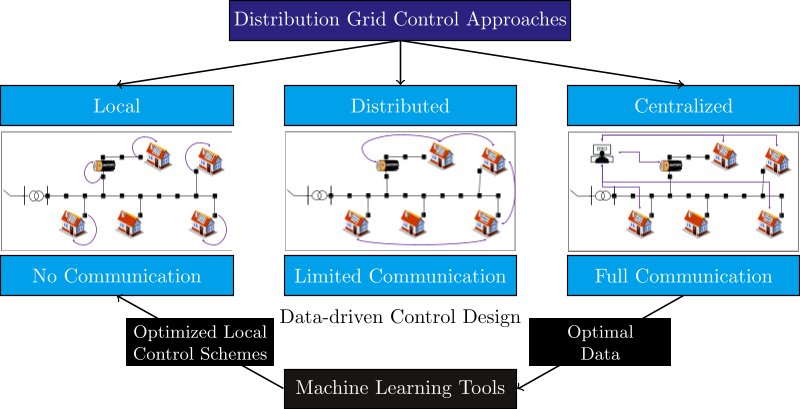 Distribution Grid Control Approaches
Local
Distributed
Centralized
DSO
No Communication
Limited Communication
Full Communication
Data-driven Control Design
Optimized Local
Control Schemes
Optimal
Data
Machine Learning Tools